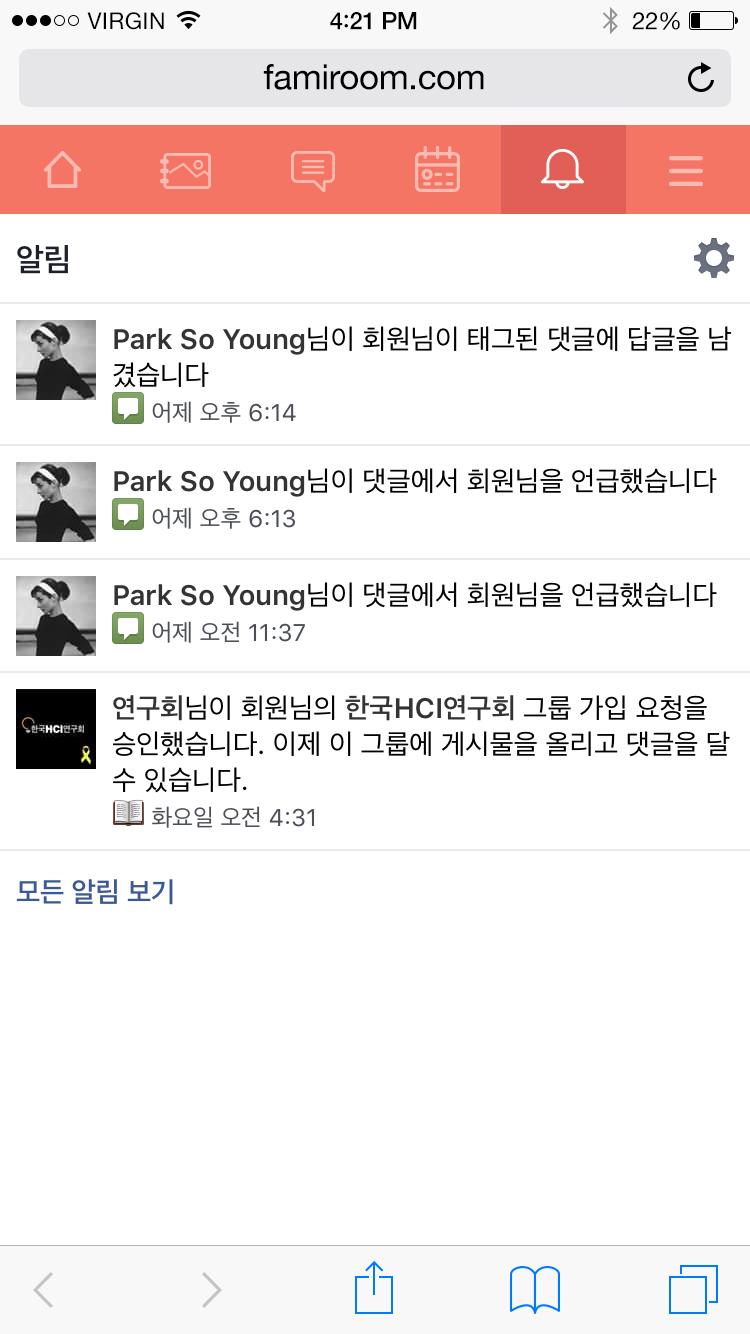 VIRGIN 4:21 PM 22%
famiroom.com
알림
Park So Young님이 회원님이 태그된 댓글에 답글을 남
겼습니다
어제 오후 6:14
Park So Young님이 댓글에서 회원님을 언급했습니다
어제 오후 6:13
Park So Young님이 댓글에서 회원님을 언급했습니다
어제 오전 11:37
한국HCI연구회
연구회님이 회원님의 한국HCI연구회 그룹 가입 요청을
승인했습니다. 이제 이 그룹에 게시물을 올리고 댓글을 달
수 있습니다.
화요일 오전 4:31
모든 알림 보기